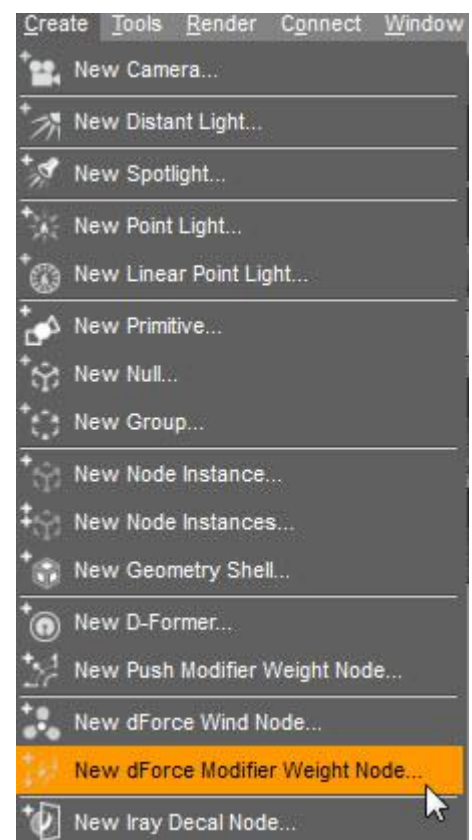 Create Tools Render Connect Window
New Camera...
New Distant Light...
New Spotlight...
New Point Light...
New Linear Point Light...
New Primitive...
New Null...
New Group...
New Node Instance...
New Node Instances...
New Geometry Shell...
New D-Former...
New Push Modifier Weight Node...
New dForce Wind Node...
New dForce Modifier Weight Node...
New Iray Decal Node...